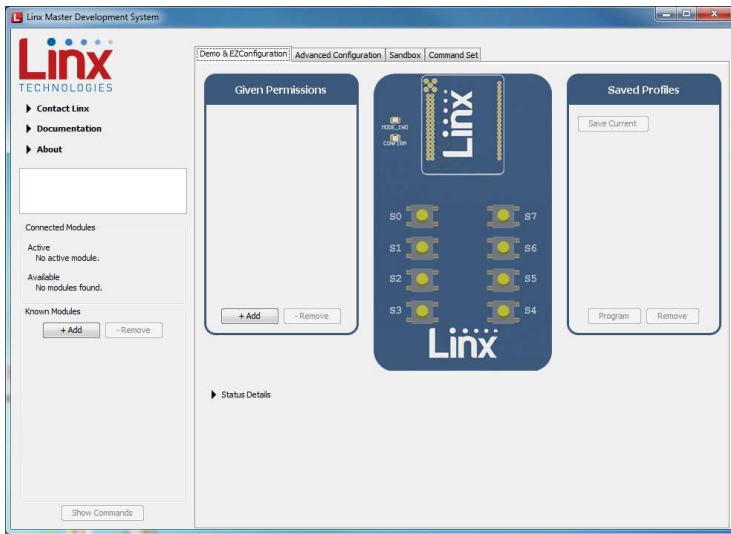 Linx Master Development System
Linx
TECHNOLOGIES
Contact Linx
Documentation
About
Connected Modules
Active
No active module.
Available
No modules found.
Known Modules
+ Add
- Remove
Show Commands
Demo & EZConfiguration
Advanced Configuration
Sandbox
Command Set
Given Permissions
+ Add
- Remove
Linx
MODE_IND
CONFIRM
S0
S7
S1
S6
S2
S5
S3
S4
Linx
Saved Profiles
Save Current
Program
Remove
Status Details